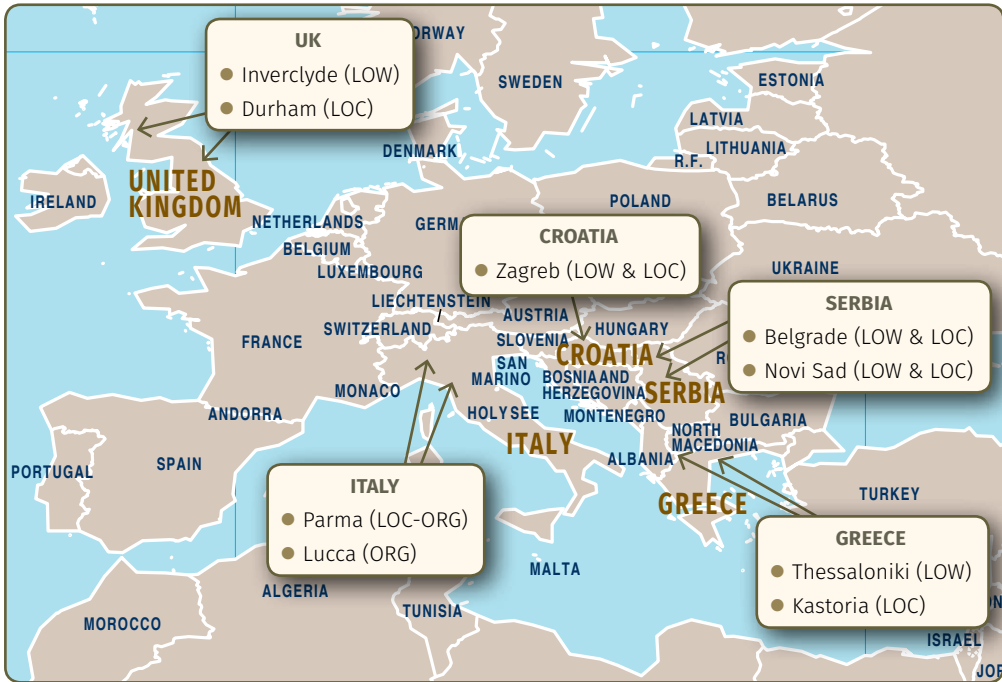 UK
Inverclyde (LOW)
Durham (LOC)
SWEDEN
ESTONIA
LATVIA
LITHUANIA
R.F.
DENMARK
IRELAND
UNITED
KINGDOM
NETHERLANDS
BELGIUM
LUXEMBOURG
POLAND
BELARUS
CROATIA
Zagreb (LOW & LOC)
UKRAINE
LIECHTENSTEIN
SWITZERLAND
FRANCE
AUSTRIA
SLOVENIA
HUNGARY
SERBIA
Belgrade (LOW & LOC)
Novi Sad (LOW & LOC)
CROATIA
SAN
MARINO
BOSNIA AND
HERZEGOVINA
SERBIA
MONACO
ANDORRA
HOLY SEE
MONTENEGRO
BULGARIA
NORTH
MACEDONIA
ITALY
ALBANIA
PORTUGAL
SPAIN
GREECE
TURKEY
ITALY
Parma (LOC-ORG)
Lucca (ORG)
GREECE
Thessaloniki (LOW)
Kastoria (LOC)
MALTA
ALGERIA
TUNISIA
MOROCCO
ISRAEL